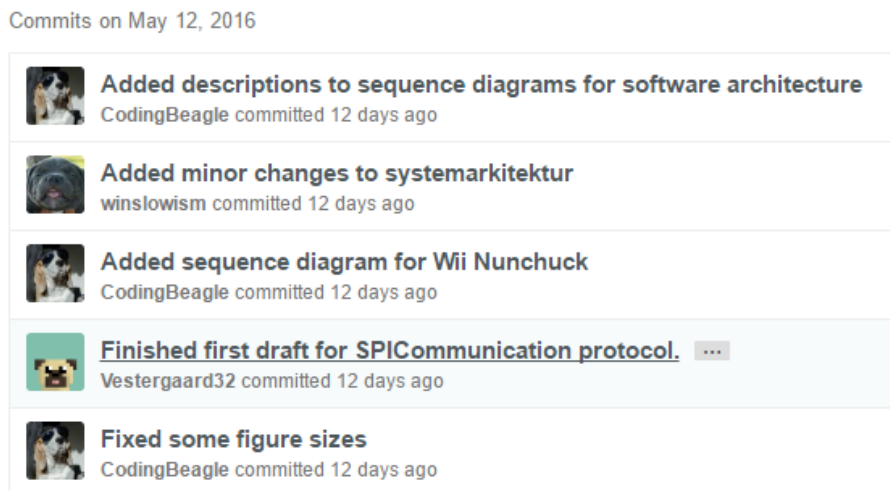 Commits on May 12, 2016
Added descriptions to sequence diagrams for software architecture
CodingBeagle committed 12 days ago
Added minor changes to systemarkitektur
winslowism committed 12 days ago
Added sequence diagram for Wii Nunchuck
CodingBeagle committed 12 days ago
Finished first draft for SPICommunication protocol. ...
Vestergaard32 committed 12 days ago
Fixed some figure sizes
CodingBeagle committed 12 days ago